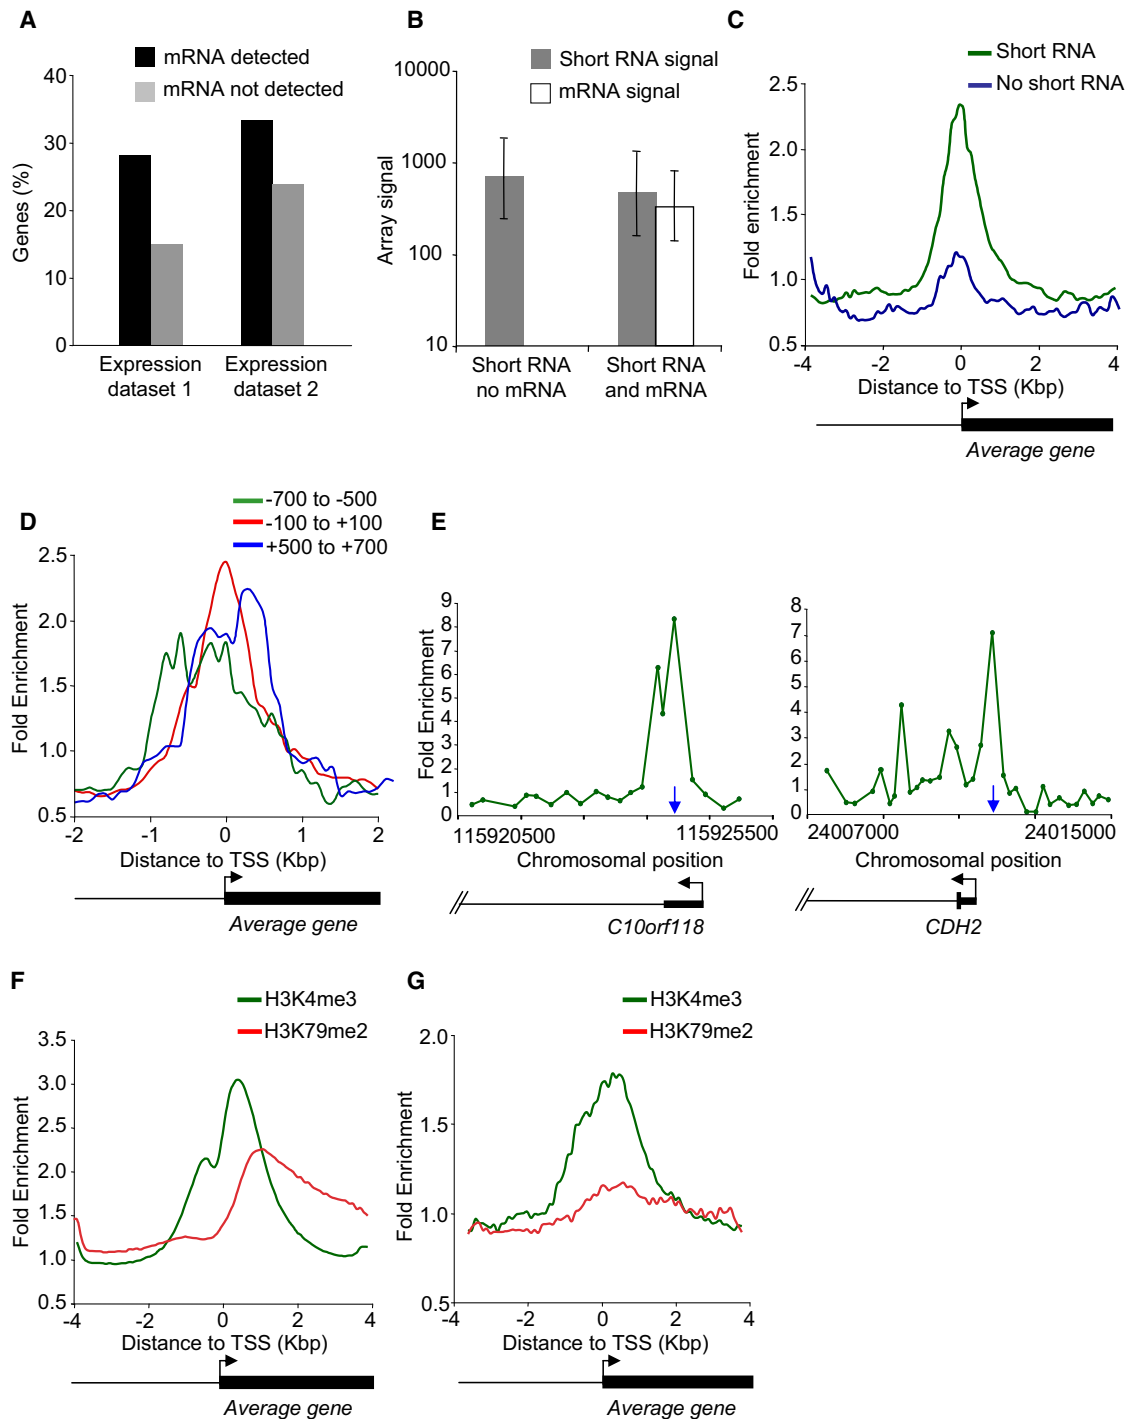 A
mRNA detected
mRNA not detected
40
30
20
10
0
Genes (%)
Expression
dataset 1
Expression
dataset 2
B
Short RNA signal
mRNA signal
10000
1000
100
10
Array signal
Short RNA
no mRNA
Short RNA
and mRNA
C
Short RNA
No short RNA
2.5
2.0
1.5
1.0
0.5
Fold enrichment
-4
-2
0
2
4
Distance to TSS (Kbp)
Average gene
D
-700 to -500
-100 to +100
+500 to +700
2.5
2.0
1.5
1.0
0.5
Fold Enrichment
-2
-1
0
1
2
Distance to TSS (Kbp)
Average gene
E
9
8
7
6
5
4
3
2
1
0
Fold Enrichment
115920500
115925500
Chromosomal position
C10orf118
8
7
6
5
4
3
2
1
0
24007000
24015000
Chromosomal position
CDH2
F
H3K4me3
H3K79me2
3.5
3.0
2.5
2.0
1.5
1.0
0.5
Fold Enrichment
-4
-2
0
2
4
Distance to TSS (Kbp)
Average gene
G
H3K4me3
H3K79me2
2.0
1.5
1.0
0.5
Fold Enrichment
-4
-2
0
2
4
Distance to TSS (Kbp)
Average gene